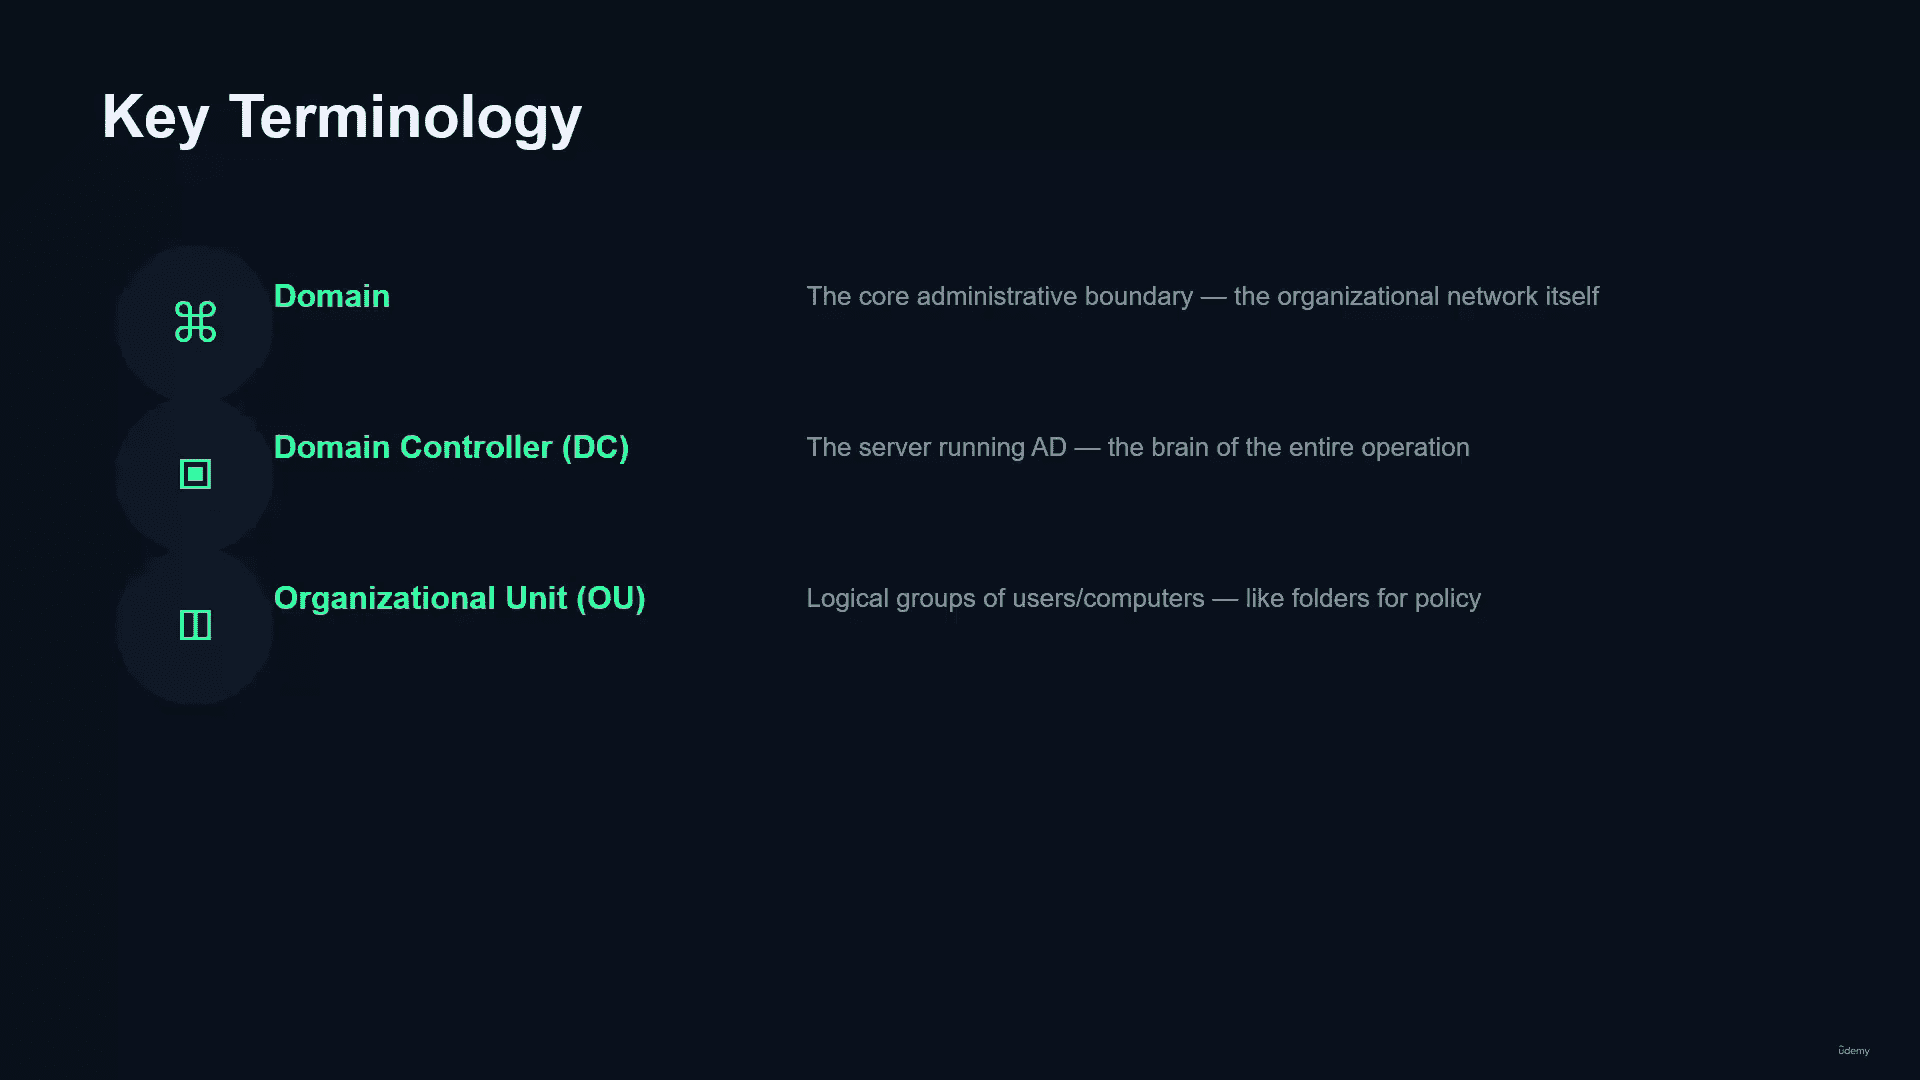 Key Terminology
⌘ Domain The core administrative boundary — the organizational network itself
Domain Controller (DC) The server running AD — the brain of the entire operation
Organizational Unit (OU) Logical groups of users/computers — like folders for policy
udemy